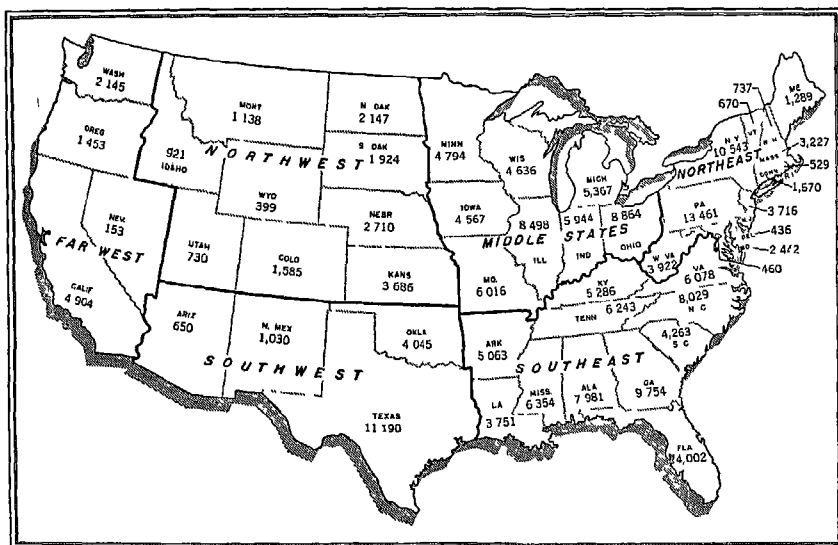 WASH
2 145
OREG
1 453
MONT
1 138
921
IDAHO
N DAK
2 147
S DAK
1 924
NORTHWEST
WYO
399
NEBR
2 710
NEV.
153
UTAH
730
COLO
1,585
KANS
3 686
FAR WEST
CALIF
4 904
ARIZ
650
N. MEX
1,030
OKLA
4 045
SOUTHWEST
TEXAS
11 190
MINN
4 794
WIS
4 636
MICH
5,367
IOWA
4 567
8 498
ILL
5 944
IND
8 864
OHIO
MIDDLE STATES
MO.
6 016
ARK
5 063
LA
3 751
SOUTHEAST
KY
5 286
TENN
6 243
MISS.
6 354
ALA
7 981
GA
9 754
FLA
4,002
W VA
3 922
VA
6 078
8,029
N C
4,263
S C
PA
13 461
N Y
10 543
NORTHEAST
737
670
ME
1,289
VT
N H
MASS
CONN
R I
3,227
529
1,670
3 716
DEL
436
MD
2 442
460